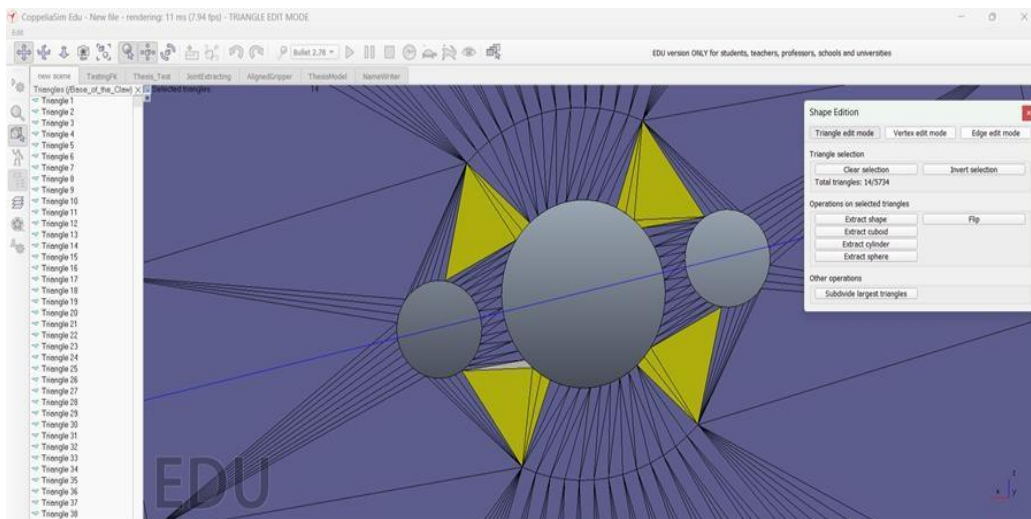 CoppeliaSim Edu - New file - rendering: 11 ms (7.94 fps) - TRIANGLE EDIT MODE
Edit
Bullet 2.78
EDU version ONLY for students, teachers, professors, schools and universities
new scene TestingFK Thesis_Test JointExtracting AlignedGripper ThesisModel NameWriter
Triangles (/Base_of_the_Claw) X
Selected triangles 14
Triangle 1
Triangle 2
Triangle 3
Triangle 4
Triangle 5
Triangle 6
Triangle 7
Triangle 8
Triangle 9
Triangle 10
Triangle 11
Triangle 12
Triangle 13
Triangle 14
Triangle 15
Triangle 16
Triangle 17
Triangle 18
Triangle 19
Triangle 20
Triangle 21
Triangle 22
Triangle 23
Triangle 24
Triangle 25
Triangle 26
Triangle 27
Triangle 28
Triangle 29
Triangle 30
Triangle 31
Triangle 32
Triangle 33
Triangle 34
Triangle 35
Triangle 36
Triangle 37
Triangle 38
Shape Edition
Triangle edit mode Vertex edit mode Edge edit mode
Triangle selection
Clear selection Invert selection
Total triangles: 14/5734
Operations on selected triangles
Extract shape Flip
Extract cuboid
Extract cylinder
Extract sphere
Other operations
Subdivide largest triangles
EDU
z
x y